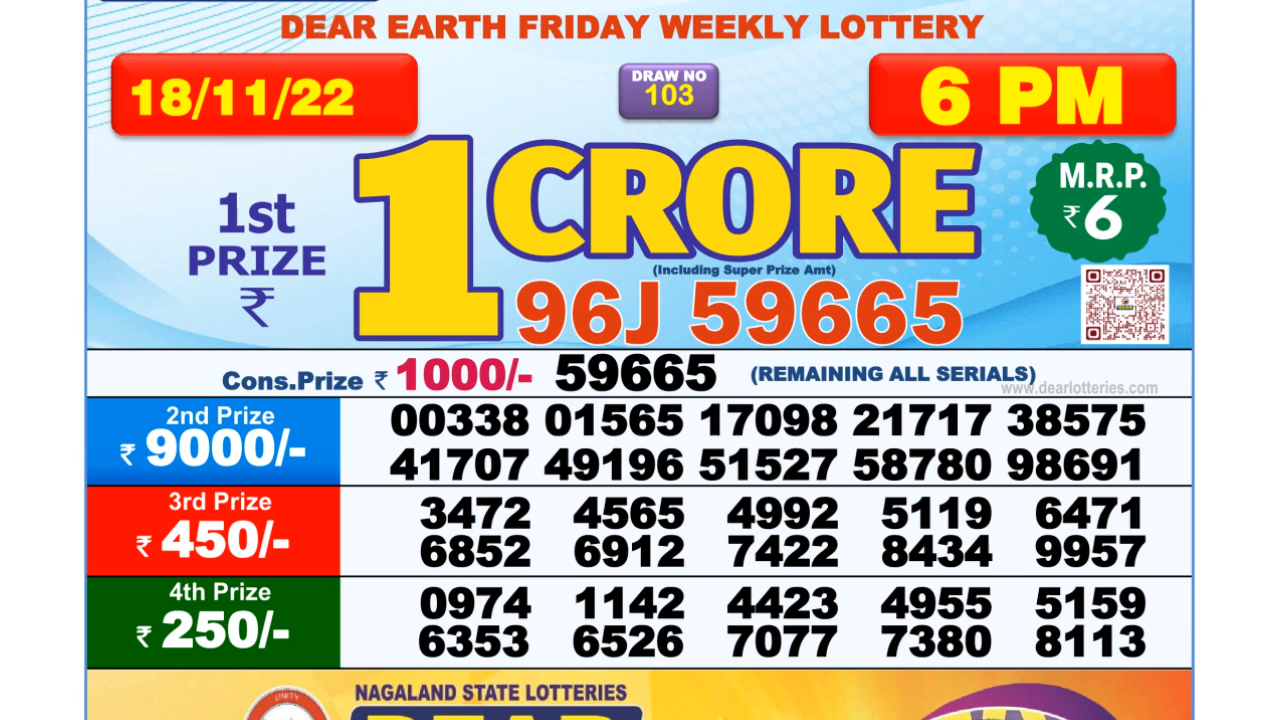 DEAR EARTH FRIDAY WEEKLY LOTTERY
18/11/22
DRAW NO
103
6 PM
1st
PRIZE
₹
1 CRORE
(Including Super Prize Amt)
96J 59665
M.R.P.
₹ 6
Cons.Prize ₹ 1000/- 59665 (REMAINING ALL SERIALS)
www.dearlotteries.com
2nd Prize
₹ 9000/-
00338 01565 17098 21717 38575
41707 49196 51527 58780 98691
3rd Prize
₹ 450/-
3472 4565 4992 5119 6471
6852 6912 7422 8434 9957
4th Prize
₹ 250/-
0974 1142 4423 4955 5159
6353 6526 7077 7380 8113
UNITY
NAGALAND STATE LOTTERIES
DEAR